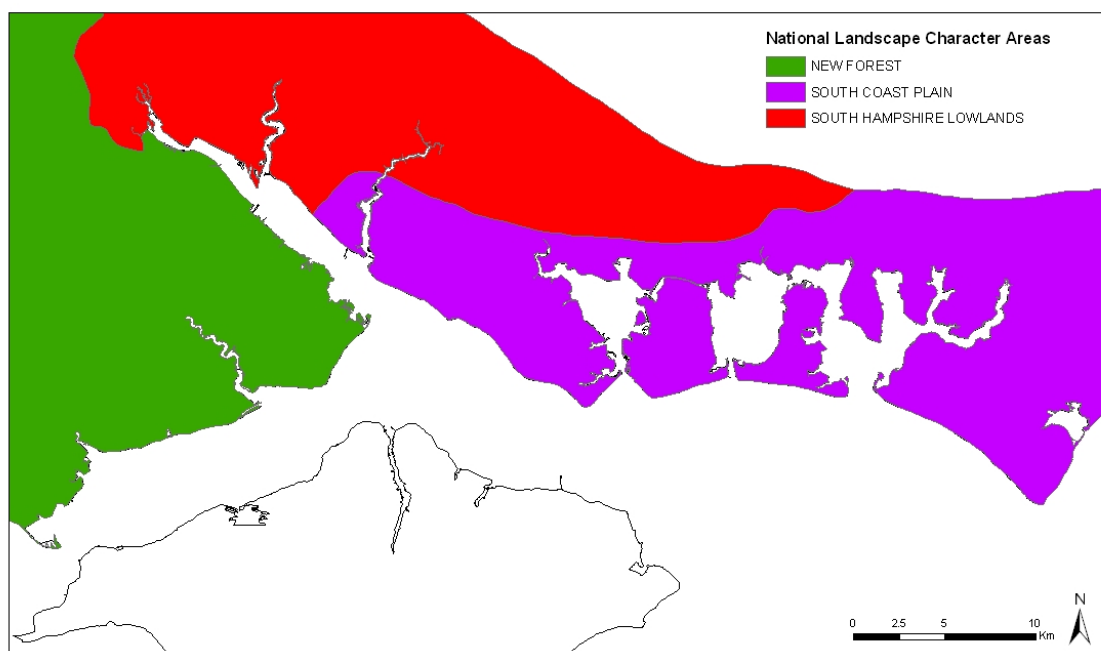 National Landscape Character Areas
NEW FOREST
SOUTH COAST PLAIN
SOUTH HAMPSHIRE LOWLANDS
N
0 2.5 5 10
Km